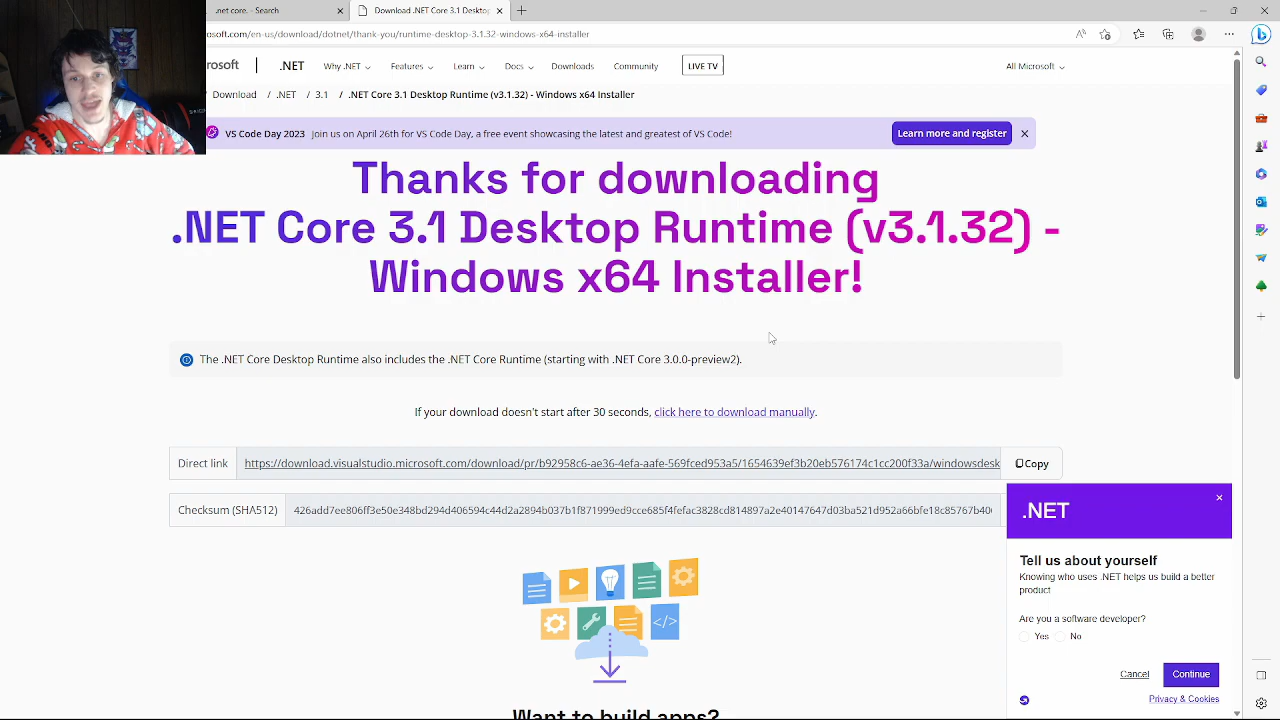 .net core. - Search
Download .NET Core 3.1 Deskto
osoft.com/en-us/download/dotnet/thank-you/runtime-desktop-3.1.32-windows-x64-installer
rosoft
.NET
Why .NET
Features
Learn
Docs
Downloads
Community
LIVE TV
All Microsoft
Download / .NET / 3.1 / .NET Core 3.1 Desktop Runtime (v3.1.32) - Windows x64 Installer
VS Code Day 2023 Join us on April 26th for VS Code Day, a free event showcasing the latest and greatest of VS Code!
Learn more and register
Thanks for downloading
.NET Core 3.1 Desktop Runtime (v3.1.32) -
Windows x64 Installer!
The .NET Core Desktop Runtime also includes the .NET Core Runtime (starting with .NET Core 3.0.0-preview2).
If your download doesn't start after 30 seconds, click here to download manually.
Direct link
https://download.visualstudio.microsoft.com/download/pr/b92958c6-ae36-4efa-aafe-569fced953a5/1654639ef3b20eb576174c1cc200f33a/windowsdesk
Copy
Checksum (SHA512)
.NET
Tell us about yourself
Knowing who uses .NET helps us build a better
product
Are you a software developer?
Yes
No
Cancel
Continue
Privacy & Cookies
Want to build apps?